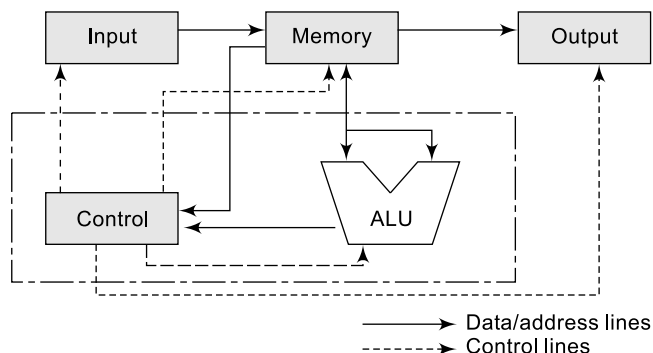 Input
Memory
Output
Control
ALU
Data/address lines
Control lines